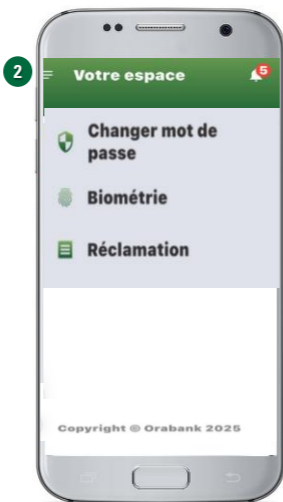 2
Votre espace
5
Changer mot de
passe
Biométrie
Réclamation
Copyright © Orabank 2025